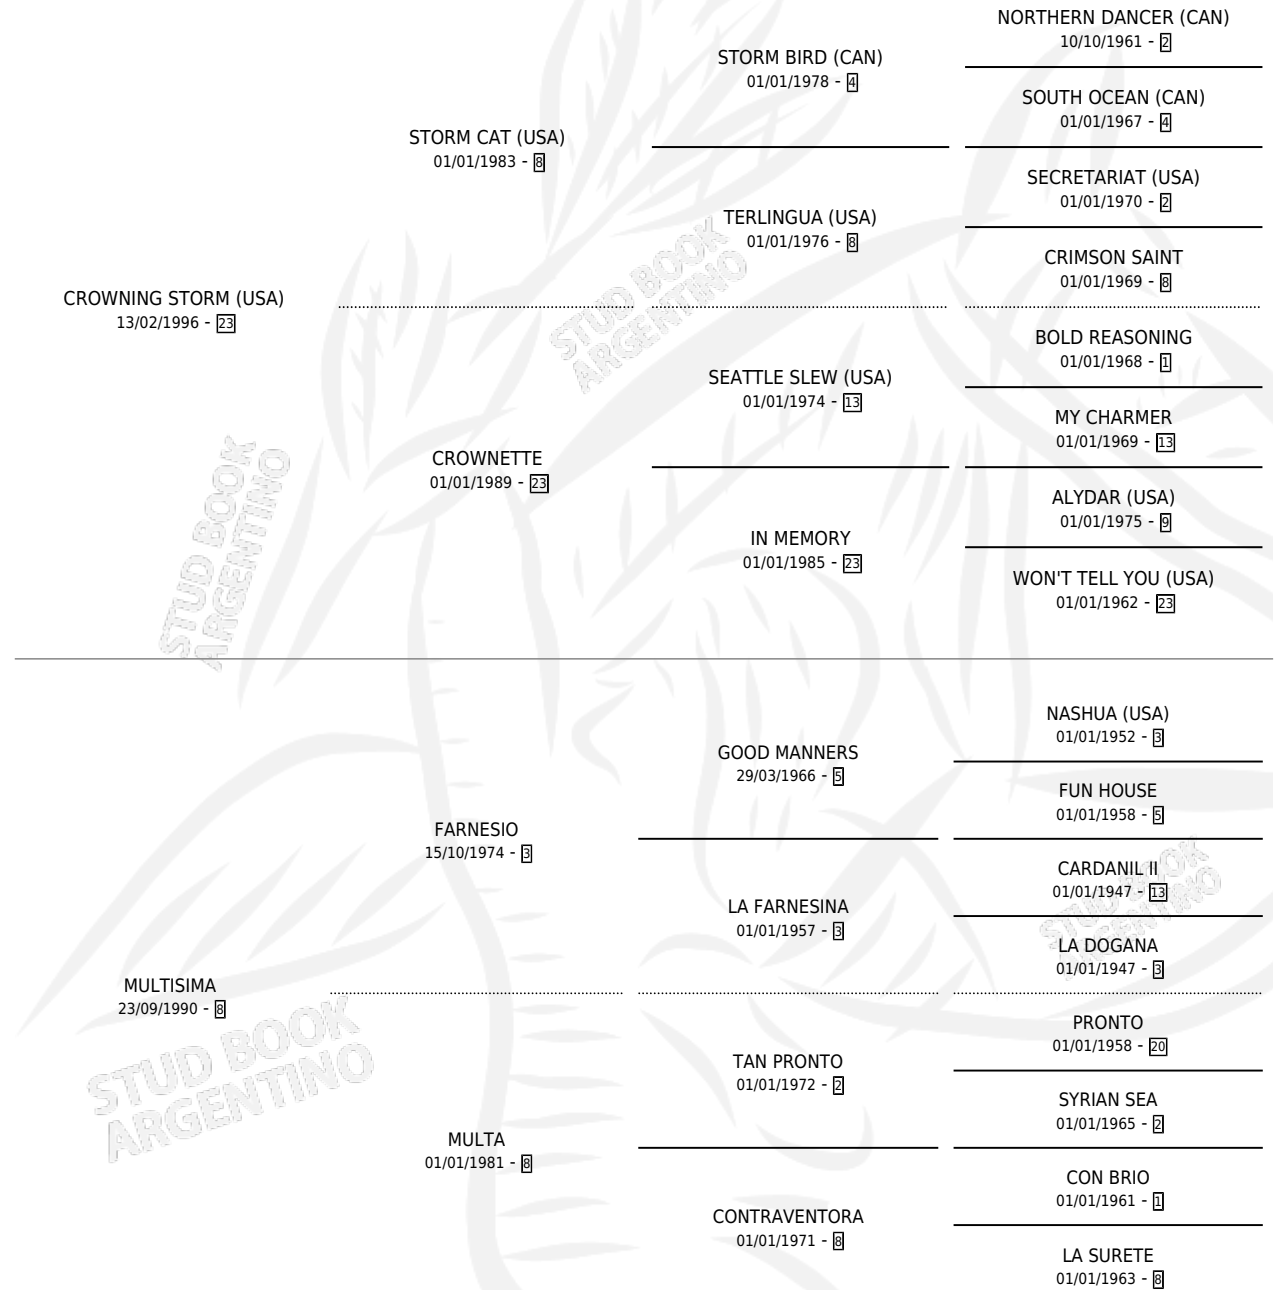 NORTHERN DANCER (CAN)
10/10/1961 - 2
STORM BIRD (CAN)
01/01/1978 - 4
SOUTH OCEAN (CAN)
01/01/1967 - 4
STORM CAT (USA)
01/01/1983 - 8
SECRETARIAT (USA)
01/01/1970 - 2
TERLINGUA (USA)
01/01/1976 - 8
CRIMSON SAINT
01/01/1969 - 8
CROWNING STORM (USA)
13/02/1996 - 23
STUD BOOK
ARGENTINO
BOLD REASONING
01/01/1968 - 1
SEATTLE SLEW (USA)
01/01/1974 - 13
MY CHARMER
01/01/1969 - 13
CROWNETTE
01/01/1989 - 23
ALYDAR (USA)
01/01/1975 - 9
IN MEMORY
01/01/1985 - 23
WON'T TELL YOU (USA)
01/01/1962 - 23
STUD BOOK
ARGENTINO
NASHUA (USA)
01/01/1952 - 3
GOOD MANNERS
29/03/1966 - 5
FUN HOUSE
01/01/1958 - 5
FARNESIO
15/10/1974 - 3
CARDANIL II
01/01/1947 - 13
LA FARNESINA
01/01/1957 - 3
LA DOGANA
01/01/1947 - 3
STUD BOOK
ARGENTINO
MULTISIMA
23/09/1990 - 8
PRONTO
01/01/1958 - 20
TAN PRONTO
01/01/1972 - 2
SYRIAN SEA
01/01/1965 - 2
STUD BOOK
ARGENTINO
MULTA
01/01/1981 - 8
CON BRIO
01/01/1961 - 1
CONTRAVENTORA
01/01/1971 - 8
LA SURETE
01/01/1963 - 8